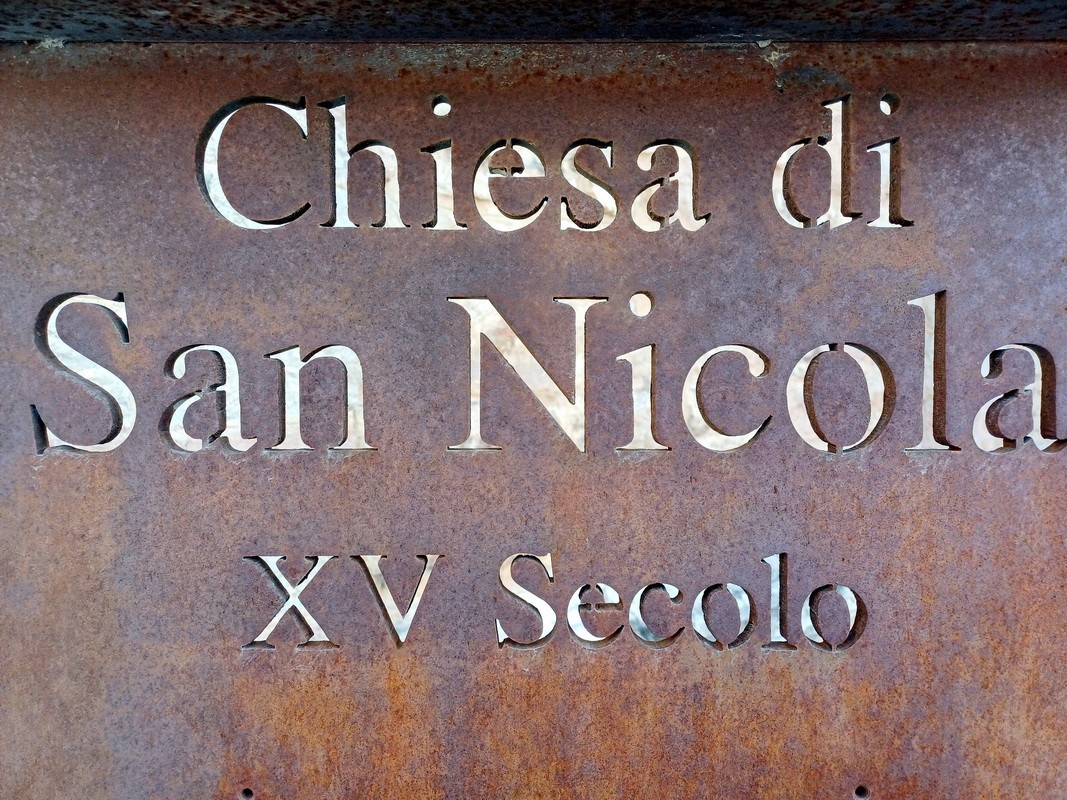 Chiesa di
San Nicola
XV Secolo